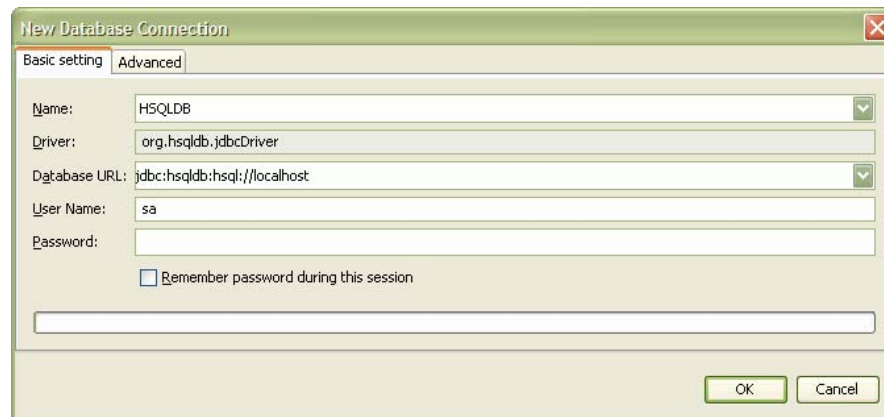 New Database Connection
Basic setting Advanced
Name: HSQLDB
Driver: org.hsqldb.jdbcDriver
Database URL: jdbc:hsqldb:hsql://localhost
User Name: sa
Password:
Remember password during this session
OK Cancel